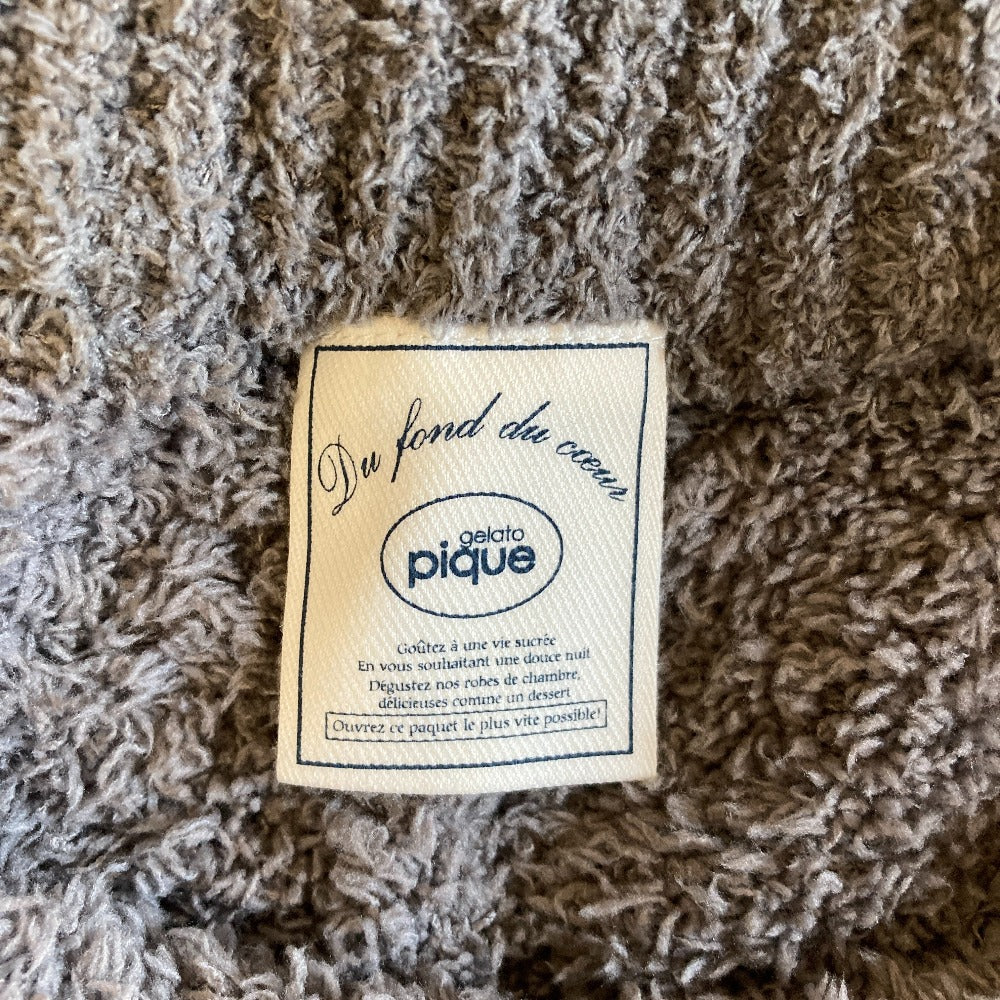 Du fond du cœur
gelato
pique
Goûtez à une vie sucrée
En vous souhaitant une douce nuit
Dégustez nos robes de chambre,
délicieuses comme un dessert
Ouvrez ce paquet le plus vite possible!